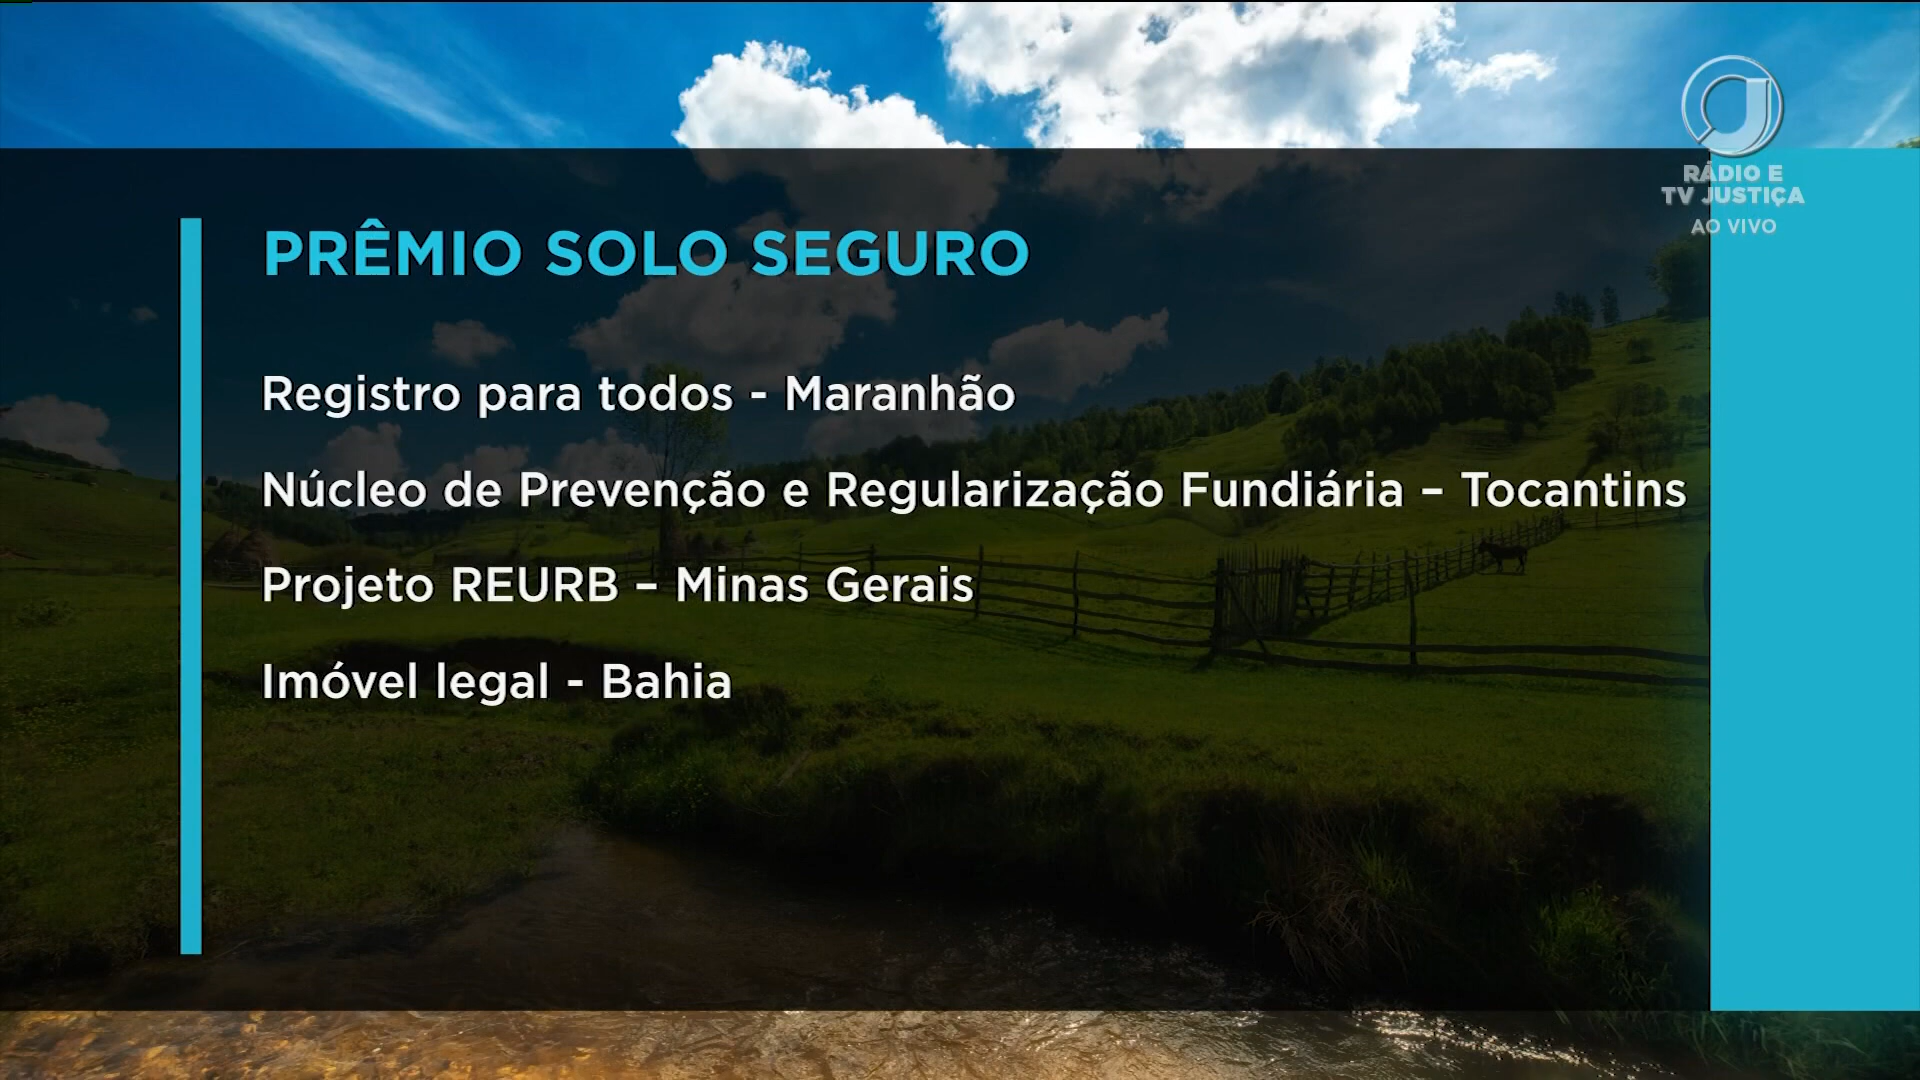 RÁDIO E
TV JUSTIÇA
AO VIVO
PRÊMIO SOLO SEGURO
Registro para todos - Maranhão
Núcleo de Prevenção e Regularização Fundiária – Tocantins
Projeto REURB – Minas Gerais
Imóvel legal - Bahia